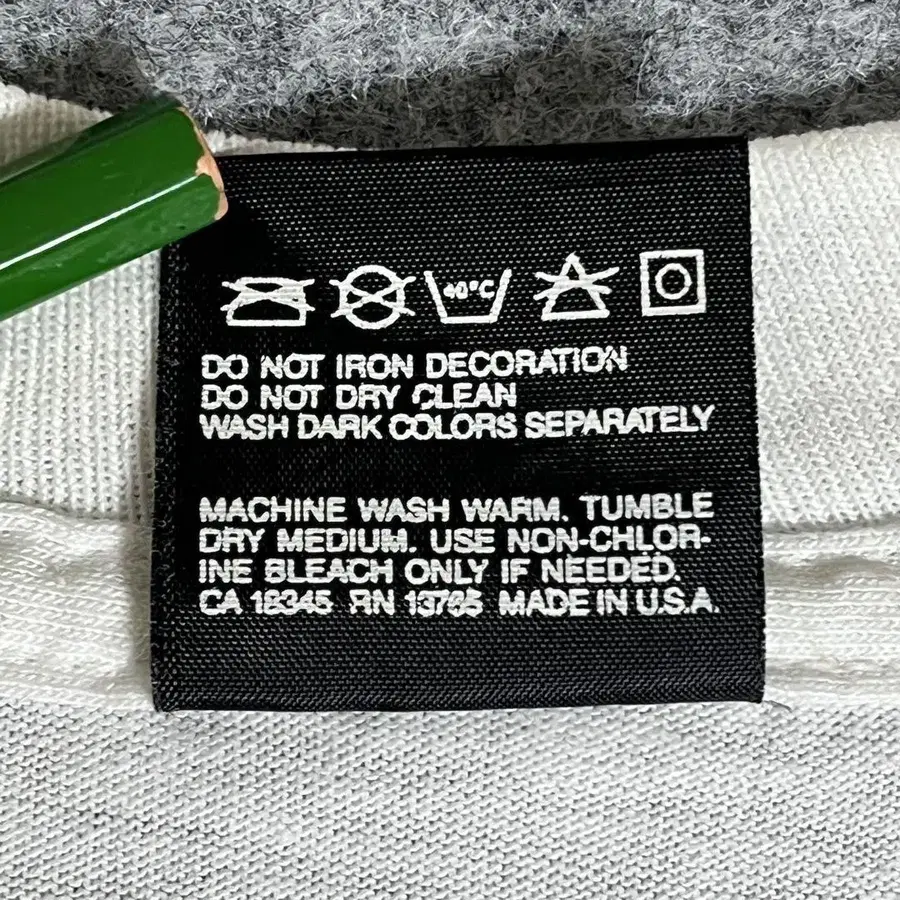 40°C
DO NOT IRON DECORATION
DO NOT DRY CLEAN
WASH DARK COLORS SEPARATELY
MACHINE WASH WARM. TUMBLE
DRY MEDIUM. USE NON-CHLOR-
INE BLEACH ONLY IF NEEDED.
CA 18345 RN 13765 MADE IN U.S.A.